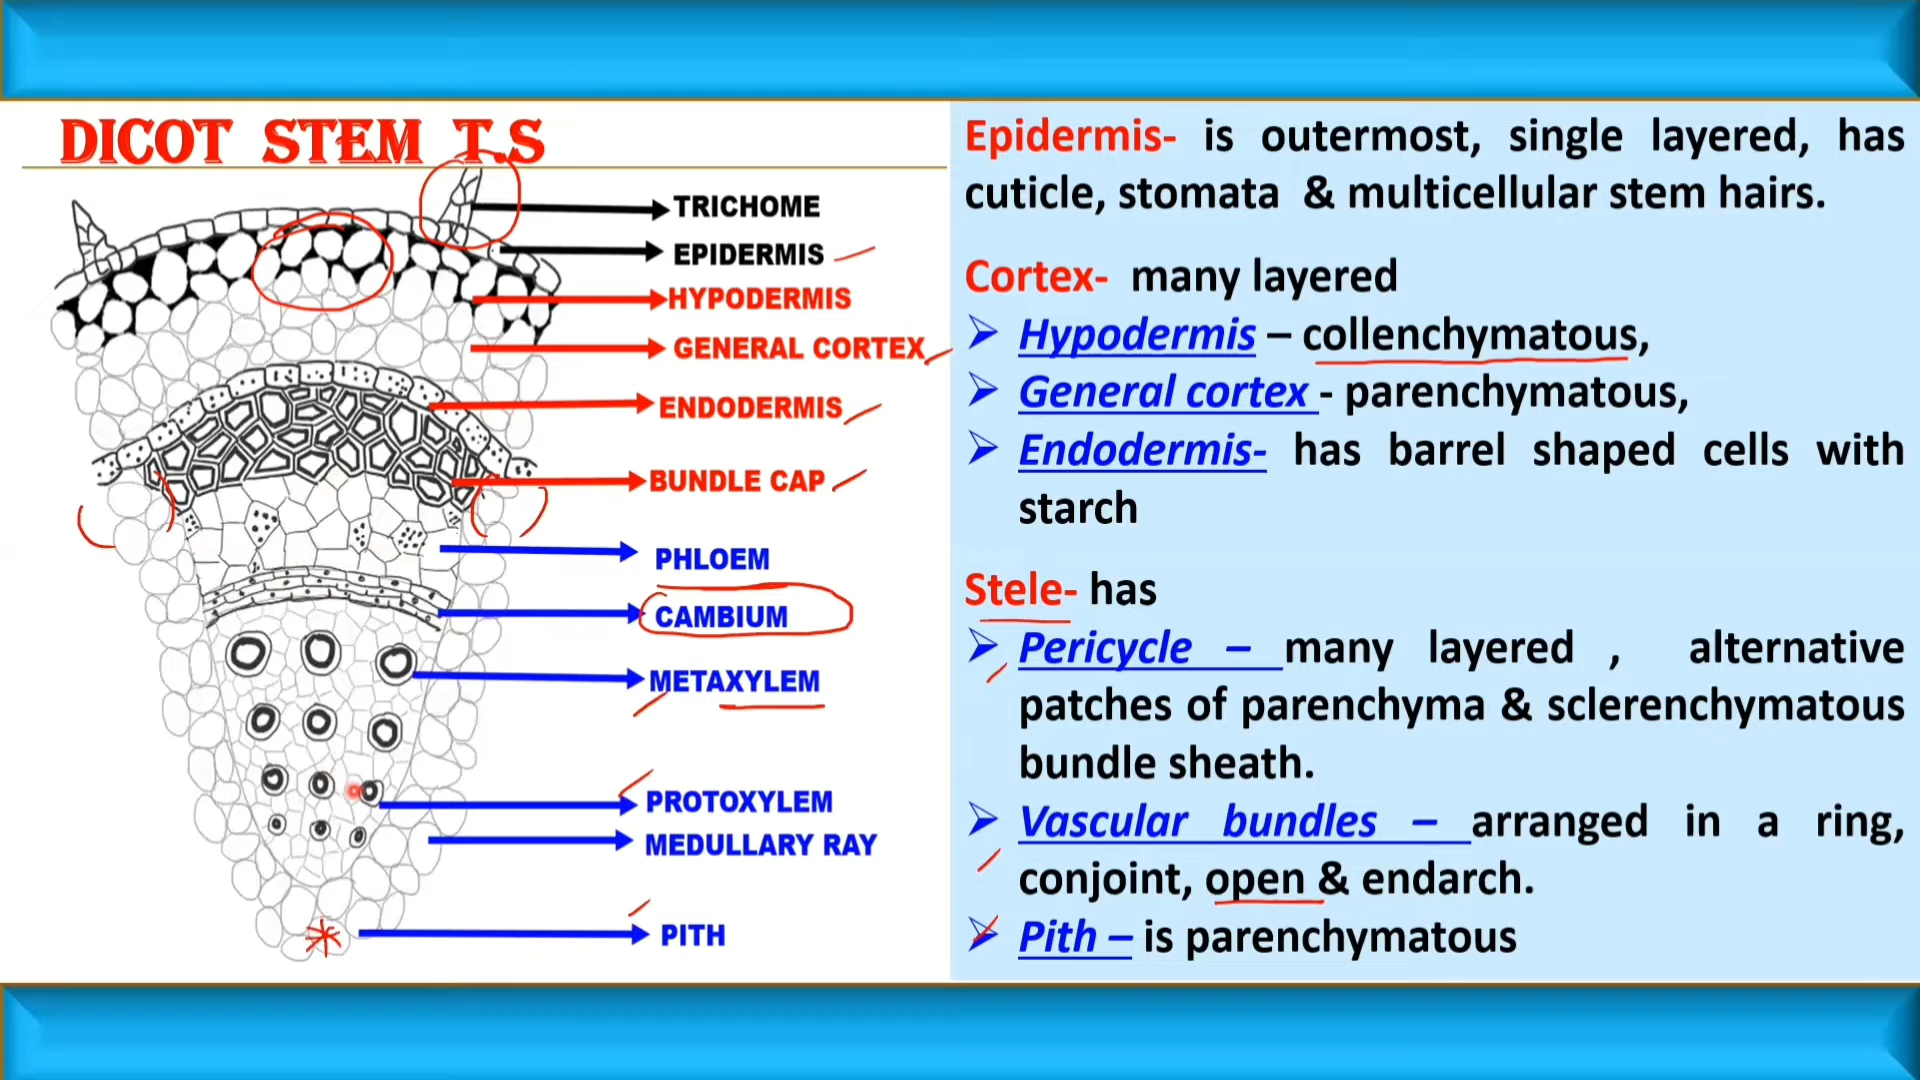 DICOT STEM T.S
TRICHOME
EPIDERMIS
HYPODERMIS
GENERAL CORTEX
ENDODERMIS
BUNDLE CAP
PHLOEM
CAMBIUM
METAXYLEM
PROTOXYLEM
MEDULLARY RAY
PITH
Epidermis- is outermost, single layered, has
cuticle, stomata & multicellular stem hairs.
Cortex- many layered
➢ Hypodermis – collenchymatous,
➢ General cortex - parenchymatous,
➢ Endodermis- has barrel shaped cells with
starch
Stele- has
➢ Pericycle – many layered , alternative
patches of parenchyma & sclerenchymatous
bundle sheath.
➢ Vascular bundles – arranged in a ring,
conjoint, open & endarch.
➢ Pith – is parenchymatous